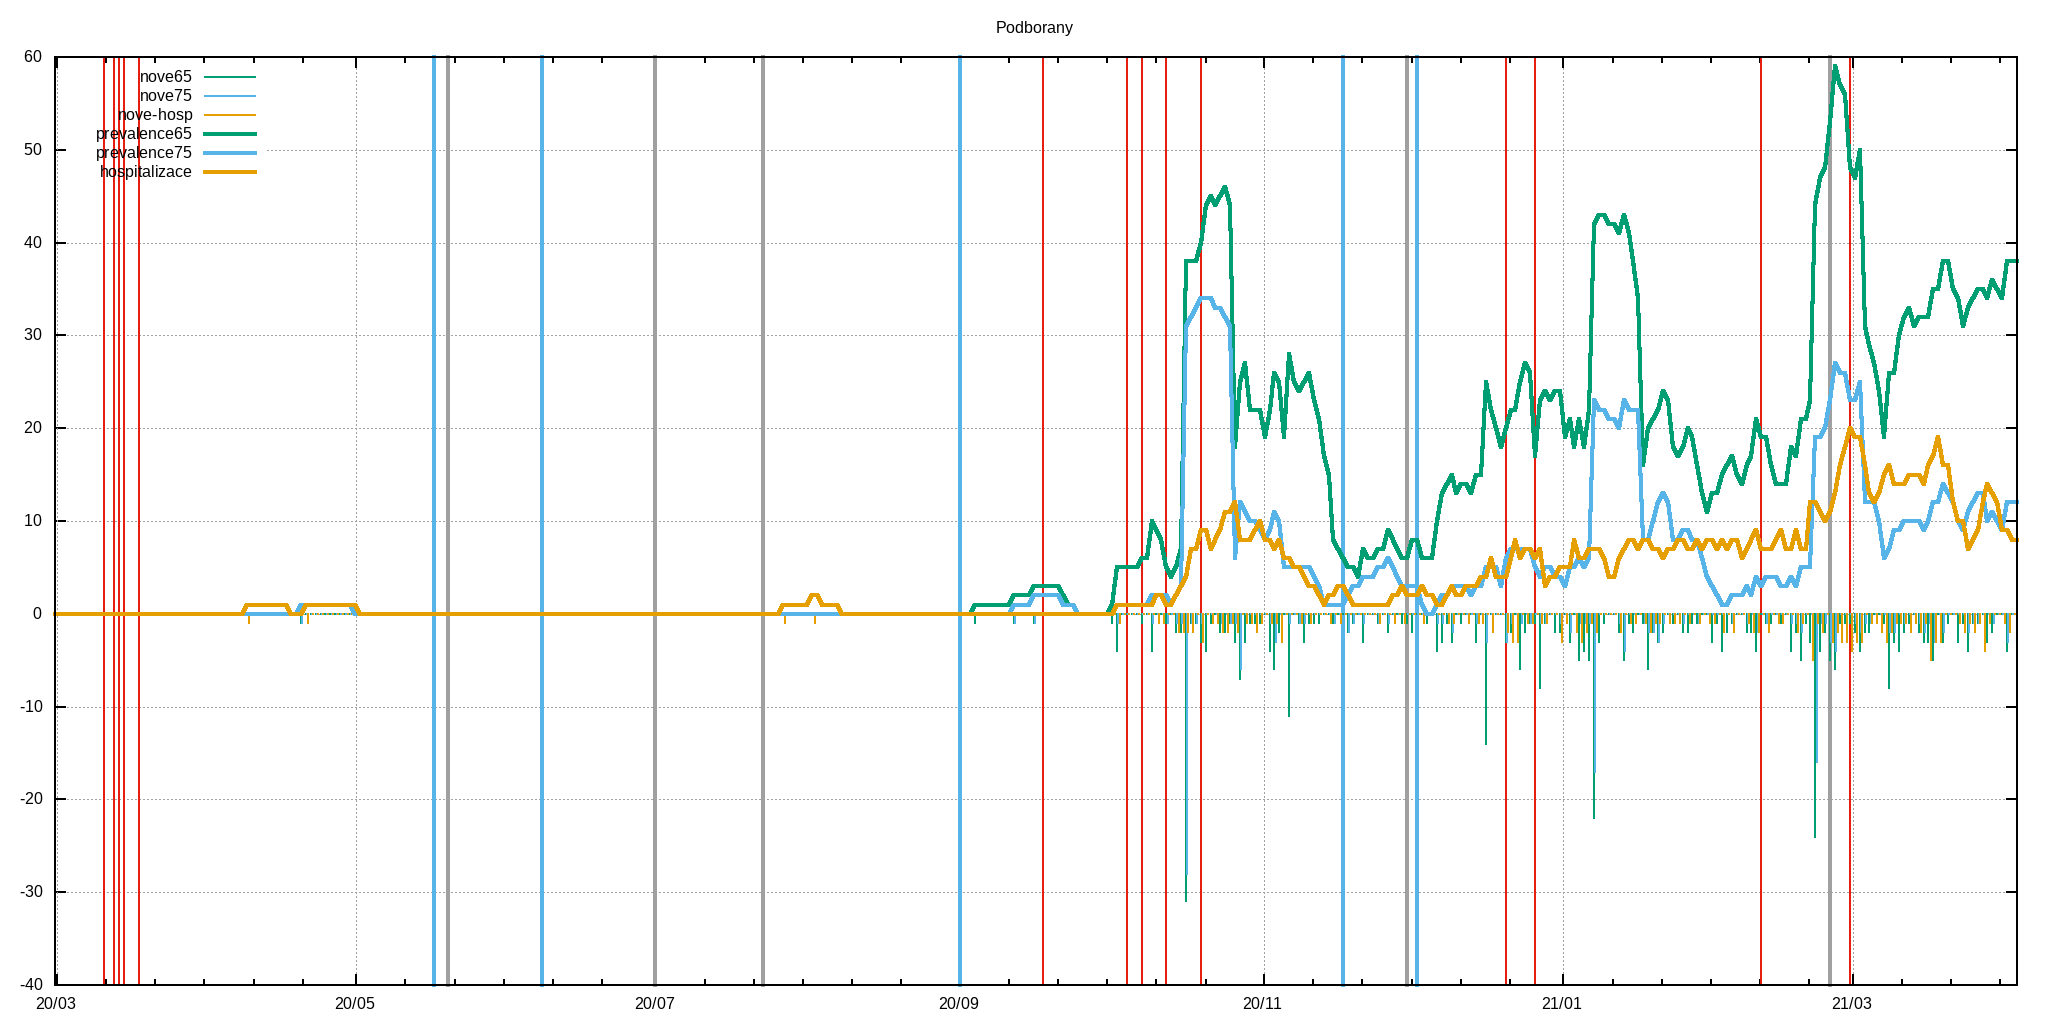 Podborany
60
nove65
nove75
nove-hosp
prevalence65
prevalence75
hospitalizace
50
40
30
20
10
0
-10
-20
-30
-40
20/03 20/05 20/07 20/09 20/11 21/01 21/03